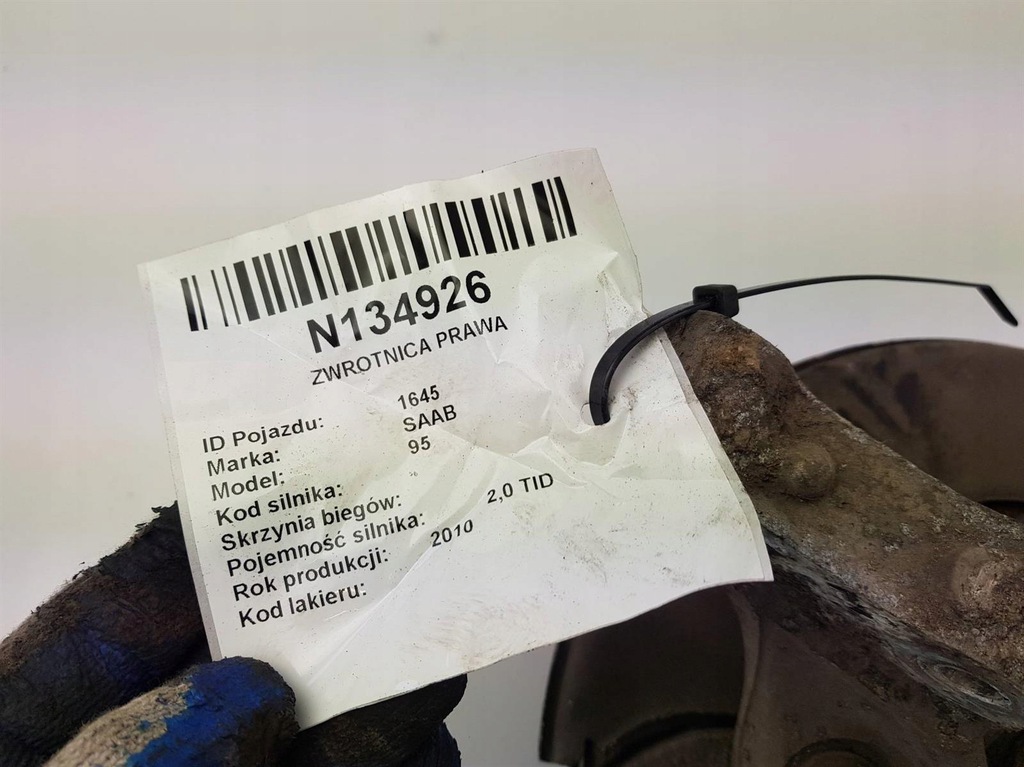 N134926
ZWROTNICA PRAWA
ID Pojazdu: 1645
Marka: SAAB
Model: 95
Kod silnika:
Skrzynia biegów:
Pojemność silnika: 2,0 TID
Rok produkcji: 2010
Kod lakieru: